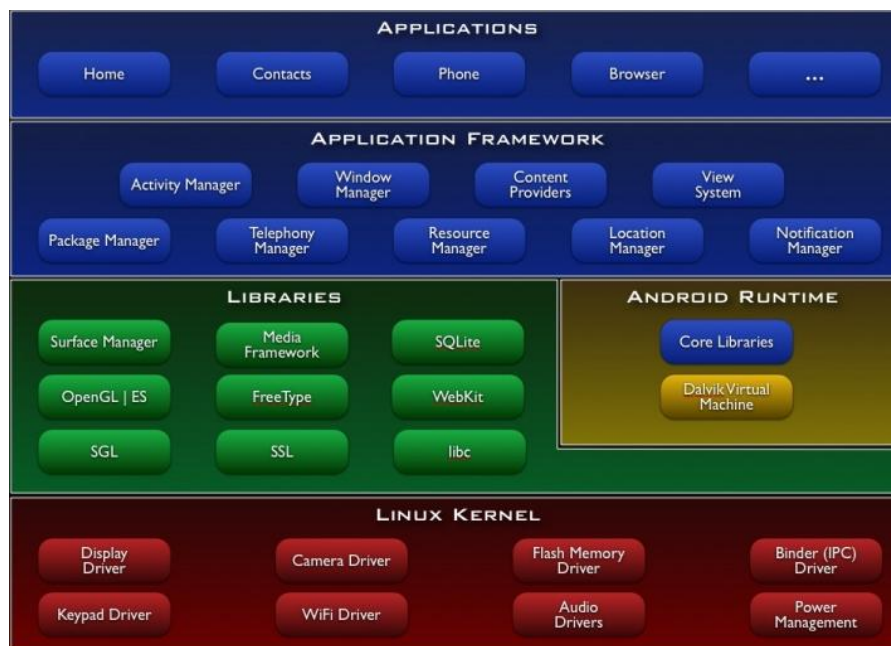 APPLICATIONS
Home
Contacts
Phone
Browser
...
APPLICATION FRAMEWORK
Activity Manager
Window
Manager
Content
Providers
View
System
Package Manager
Telephony
Manager
Resource
Manager
Location
Manager
Notification
Manager
LIBRARIES
Surface Manager
Media
Framework
SQLite
OpenGL | ES
FreeType
WebKit
SGL
SSL
libc
ANDROID RUNTIME
Core Libraries
Dalvik Virtual
Machine
LINUX KERNEL
Display
Driver
Camera Driver
Flash Memory
Driver
Binder (IPC)
Driver
Keypad Driver
WiFi Driver
Audio
Drivers
Power
Management